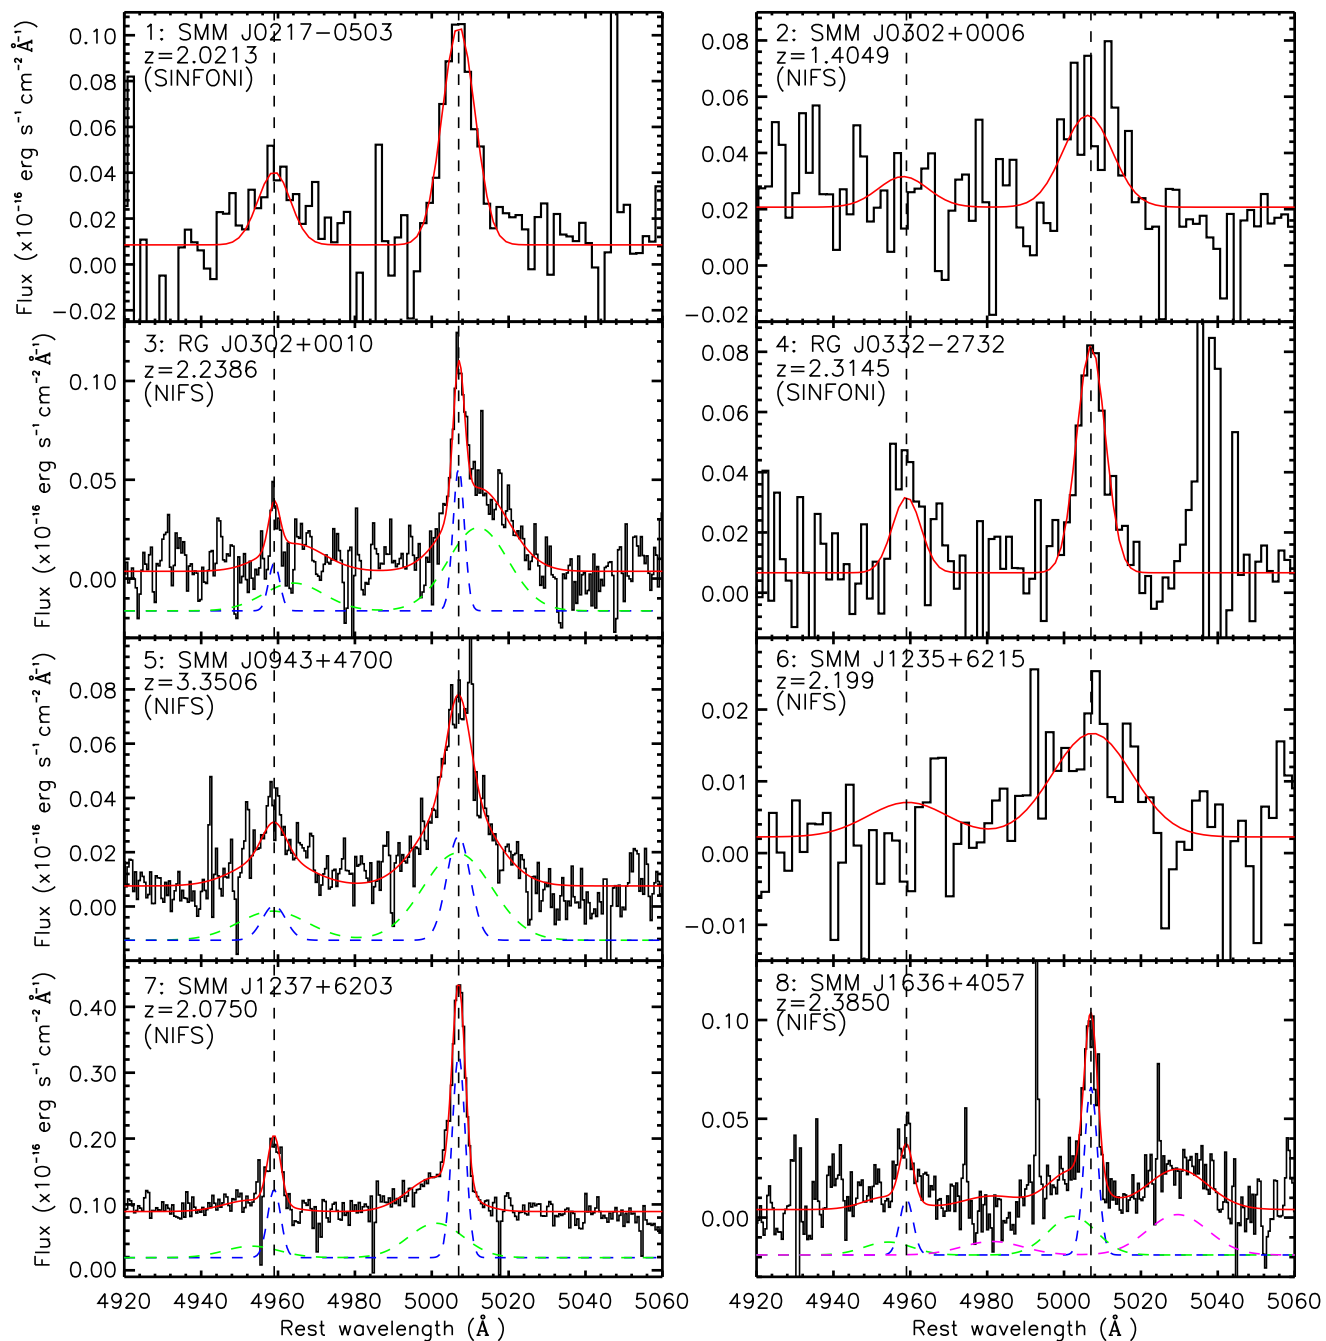 1: SMM J0217−0503
z=2.0213
(SINFONI)
0.10
0.08
0.06
0.04
0.02
0.00
−0.02
Flux (x10⁻¹⁶ erg s⁻¹ cm⁻² Å⁻¹)
2: SMM J0302+0006
z=1.4049
(NIFS)
0.08
0.06
0.04
0.02
0.00
−0.02
3: RG J0302+0010
z=2.2386
(NIFS)
0.10
0.05
0.00
Flux (x10⁻¹⁶ erg s⁻¹ cm⁻² Å⁻¹)
4: RG J0332−2732
z=2.3145
(SINFONI)
0.08
0.06
0.04
0.02
0.00
5: SMM J0943+4700
z=3.3506
(NIFS)
0.08
0.06
0.04
0.02
0.00
Flux (x10⁻¹⁶ erg s⁻¹ cm⁻² Å⁻¹)
6: SMM J1235+6215
z=2.199
(NIFS)
0.02
0.01
0.00
−0.01
7: SMM J1237+6203
z=2.0750
(NIFS)
0.40
0.30
0.20
0.10
0.00
Flux (x10⁻¹⁶ erg s⁻¹ cm⁻² Å⁻¹)
8: SMM J1636+4057
z=2.3850
(NIFS)
0.10
0.05
0.00
4920 4940 4960 4980 5000 5020 5040 5060
Rest wavelength (Å)
4920 4940 4960 4980 5000 5020 5040 5060
Rest wavelength (Å)